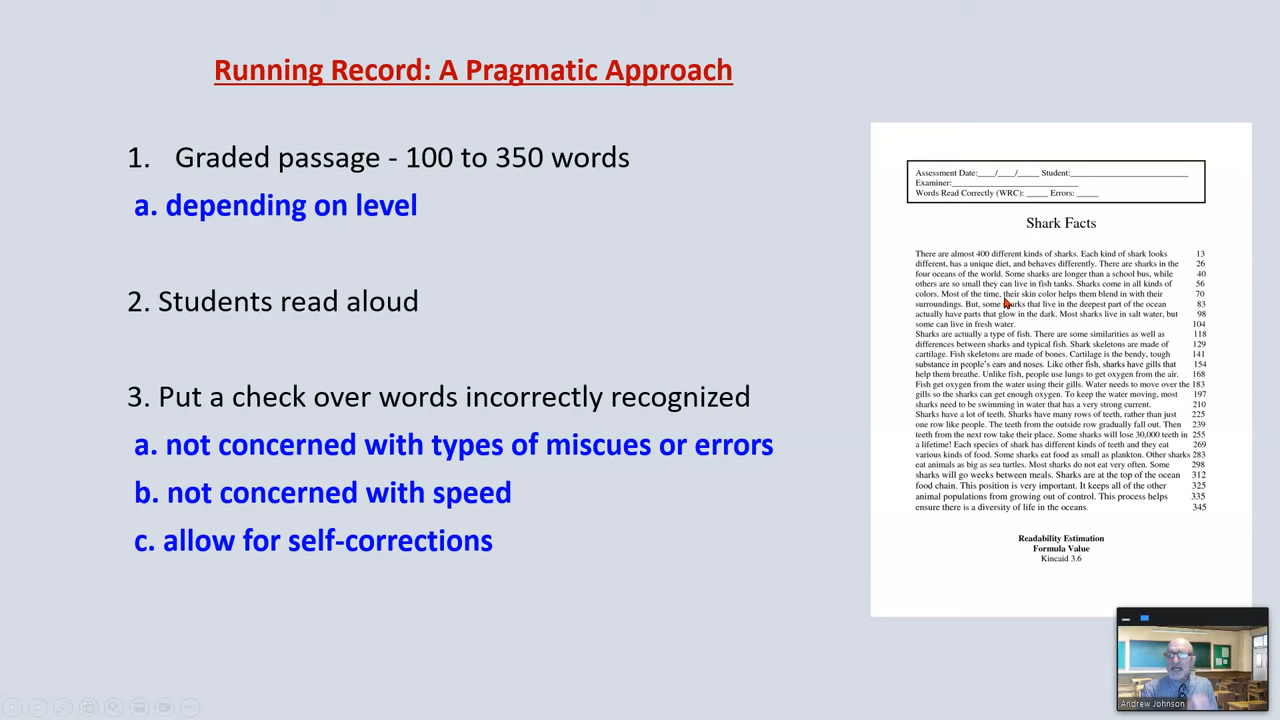 Running Record: A Pragmatic Approach
1. Graded passage - 100 to 350 words
a. depending on level
2. Students read aloud
3. Put a check over words incorrectly recognized
a. not concerned with types of miscues or errors
b. not concerned with speed
c. allow for self-corrections
Assessment Date:____/____/_____ Student:___________________________
Examiner:_____________________________
Words Read Correctly (WRC): _____ Errors: _____
Shark Facts
There are almost 400 different kinds of sharks. Each kind of shark looks 13
different, has a unique diet, and behaves differently. There are sharks in the 26
four oceans of the world. Some sharks are longer than a school bus, while 40
others are so small they can live in fish tanks. Sharks come in all kinds of 56
colors. Most of the time, their skin color helps them blend in with their 70
surroundings. But, some sharks that live in the deepest part of the ocean 83
actually have parts that glow in the dark. Most sharks live in salt water, but 98
some can live in fresh water. 104
Sharks are actually a type of fish. There are some similarities as well as 118
differences between sharks and typical fish. Shark skeletons are made of 129
cartilage. Fish skeletons are made of bones. Cartilage is the bendy, tough 141
substance in people's ears and noses. Like other fish, sharks have gills that 154
help them breathe. Unlike fish, people use lungs to get oxygen from the air. 168
Fish get oxygen from the water using their gills. Water needs to move over the 183
gills so the sharks can get enough oxygen. To keep the water moving, most 197
sharks need to be swimming in water that has a very strong current. 210
Sharks have a lot of teeth. Sharks have many rows of teeth, rather than just 225
one row like people. The teeth from the outside row gradually fall out. Then 239
teeth from the next row take their place. Some sharks will lose 30,000 teeth in 255
a lifetime! Each species of shark has different kinds of teeth and they eat 269
various kinds of food. Some sharks eat food as small as plankton. Other sharks 283
eat animals as big as sea turtles. Most sharks do not eat very often. Some 298
sharks will go weeks between meals. Sharks are at the top of the ocean 312
food chain. This position is very important. It keeps all of the other 325
animal populations from growing out of control. This process helps 335
ensure there is a diversity of life in the oceans. 345
Readability Estimation
Formula Value
Kincaid 3.6
Andrew Johnson